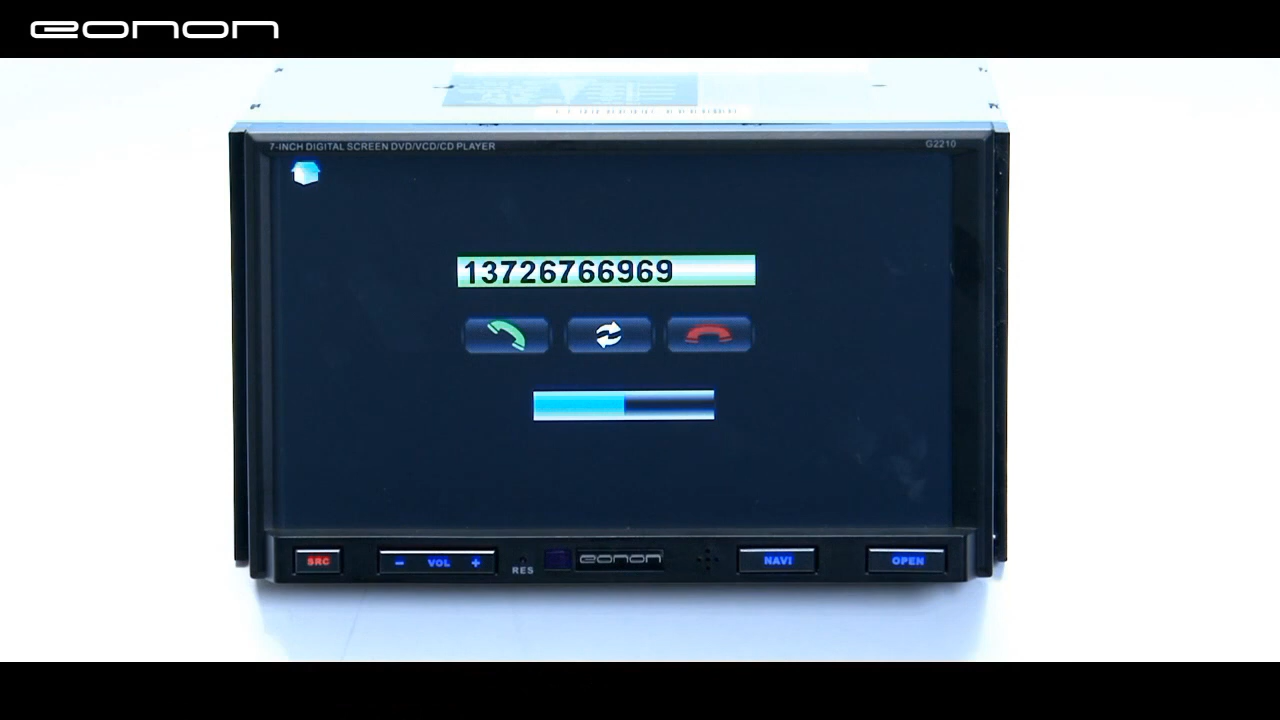 eonon
7-INCH DIGITAL SCREEN DVD/VCD/CD PLAYER
G2210
13726766969
SRC
− VOL +
RES
eonon
NAVI
OPEN